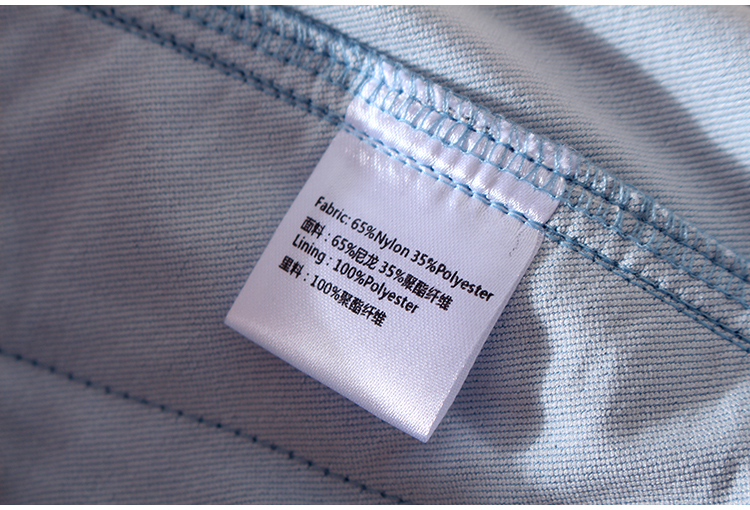 Fabric: 65%Nylon 35%Polyester
面料 : 65%尼龙 35%聚酯纤维
Lining : 100%Polyester
里料 : 100%聚酯纤维